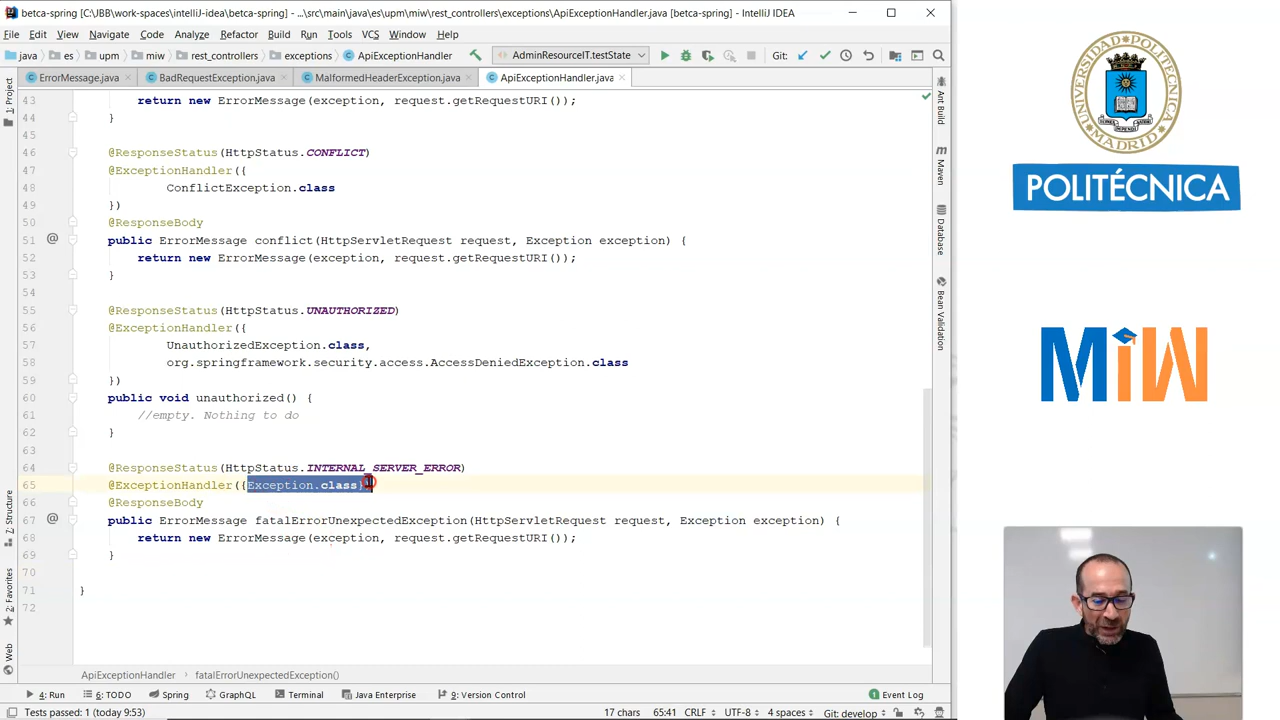 betca-spring [C:\JBB\work-spaces\intelliJ-idea\betca-spring] - ...\src\main\java\es\upm\miw\rest_controllers\exceptions\ApiExceptionHandler.java [betca-spring] - IntelliJ IDEA
File Edit View Navigate Code Analyze Refactor Build Run Tools VCS Window Help
java es upm miw rest_controllers exceptions ApiExceptionHandler AdminResourceIT.testState Git:
ErrorMessage.java BadRequestException.java MalformedHeaderException.java ApiExceptionHandler.java
1: Project
7: Structure
2: Favorites
Web
43 return new ErrorMessage(exception, request.getRequestURI());
44 }
45
46 @ResponseStatus(HttpStatus.CONFLICT)
47 @ExceptionHandler({
48 ConflictException.class
49 })
50 @ResponseBody
51 public ErrorMessage conflict(HttpServletRequest request, Exception exception) {
52 return new ErrorMessage(exception, request.getRequestURI());
53 }
54
55 @ResponseStatus(HttpStatus.UNAUTHORIZED)
56 @ExceptionHandler({
57 UnauthorizedException.class,
58 org.springframework.security.access.AccessDeniedException.class
59 })
60 public void unauthorized() {
61 //empty. Nothing to do
62 }
63
64 @ResponseStatus(HttpStatus.INTERNAL_SERVER_ERROR)
65 @ExceptionHandler({Exception.class})
66 @ResponseBody
67 public ErrorMessage fatalErrorUnexpectedException(HttpServletRequest request, Exception exception) {
68 return new ErrorMessage(exception, request.getRequestURI());
69 }
70
71 }
72
Ant Build
Maven
Database
Bean Validation
ApiExceptionHandler fatalErrorUnexpectedException()
4: Run 6: TODO Spring GraphQL Terminal Java Enterprise 9: Version Control 1 Event Log
Tests passed: 1 (today 9:53) 17 chars 65:41 CRLF UTF-8 4 spaces Git: develop
UNIVERSIDAD POLITÉCNICA
MADRID
POLITÉCNICA
MiW